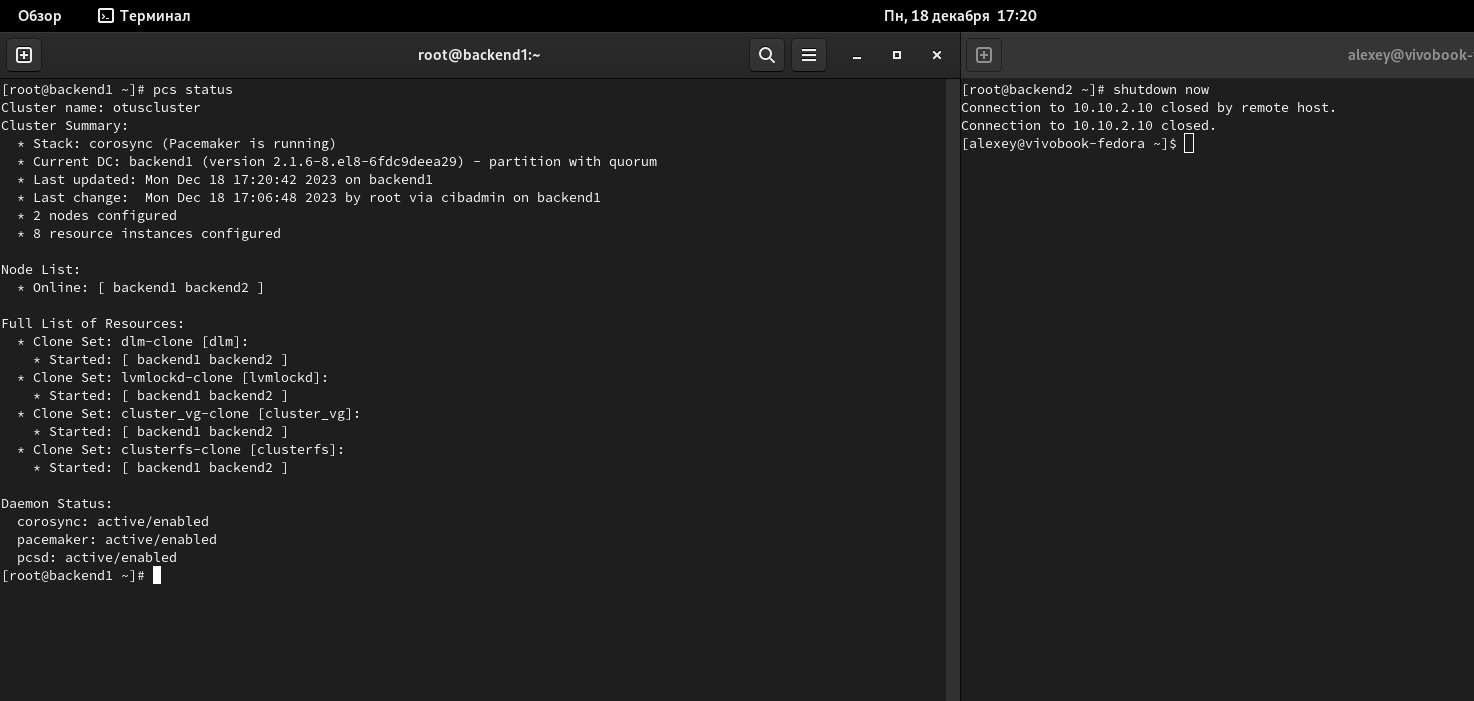 Обзор
Терминал
Пн, 18 декабря 17:20
root@backend1:~
[root@backend1 ~]# pcs status
Cluster name: otuscluster
Cluster Summary:
  * Stack: corosync (Pacemaker is running)
  * Current DC: backend1 (version 2.1.6-8.el8-6fdc9deea29) - partition with quorum
  * Last updated: Mon Dec 18 17:20:42 2023 on backend1
  * Last change:  Mon Dec 18 17:06:48 2023 by root via cibadmin on backend1
  * 2 nodes configured
  * 8 resource instances configured
Node List:
  * Online: [ backend1 backend2 ]
Full List of Resources:
  * Clone Set: dlm-clone [dlm]:
    * Started: [ backend1 backend2 ]
  * Clone Set: lvmlockd-clone [lvmlockd]:
    * Started: [ backend1 backend2 ]
  * Clone Set: cluster_vg-clone [cluster_vg]:
    * Started: [ backend1 backend2 ]
  * Clone Set: clusterfs-clone [clusterfs]:
    * Started: [ backend1 backend2 ]
Daemon Status:
  corosync: active/enabled
  pacemaker: active/enabled
  pcsd: active/enabled
[root@backend1 ~]#
alexey@vivobook-
[root@backend2 ~]# shutdown now
Connection to 10.10.2.10 closed by remote host.
Connection to 10.10.2.10 closed.
[alexey@vivobook-fedora ~]$